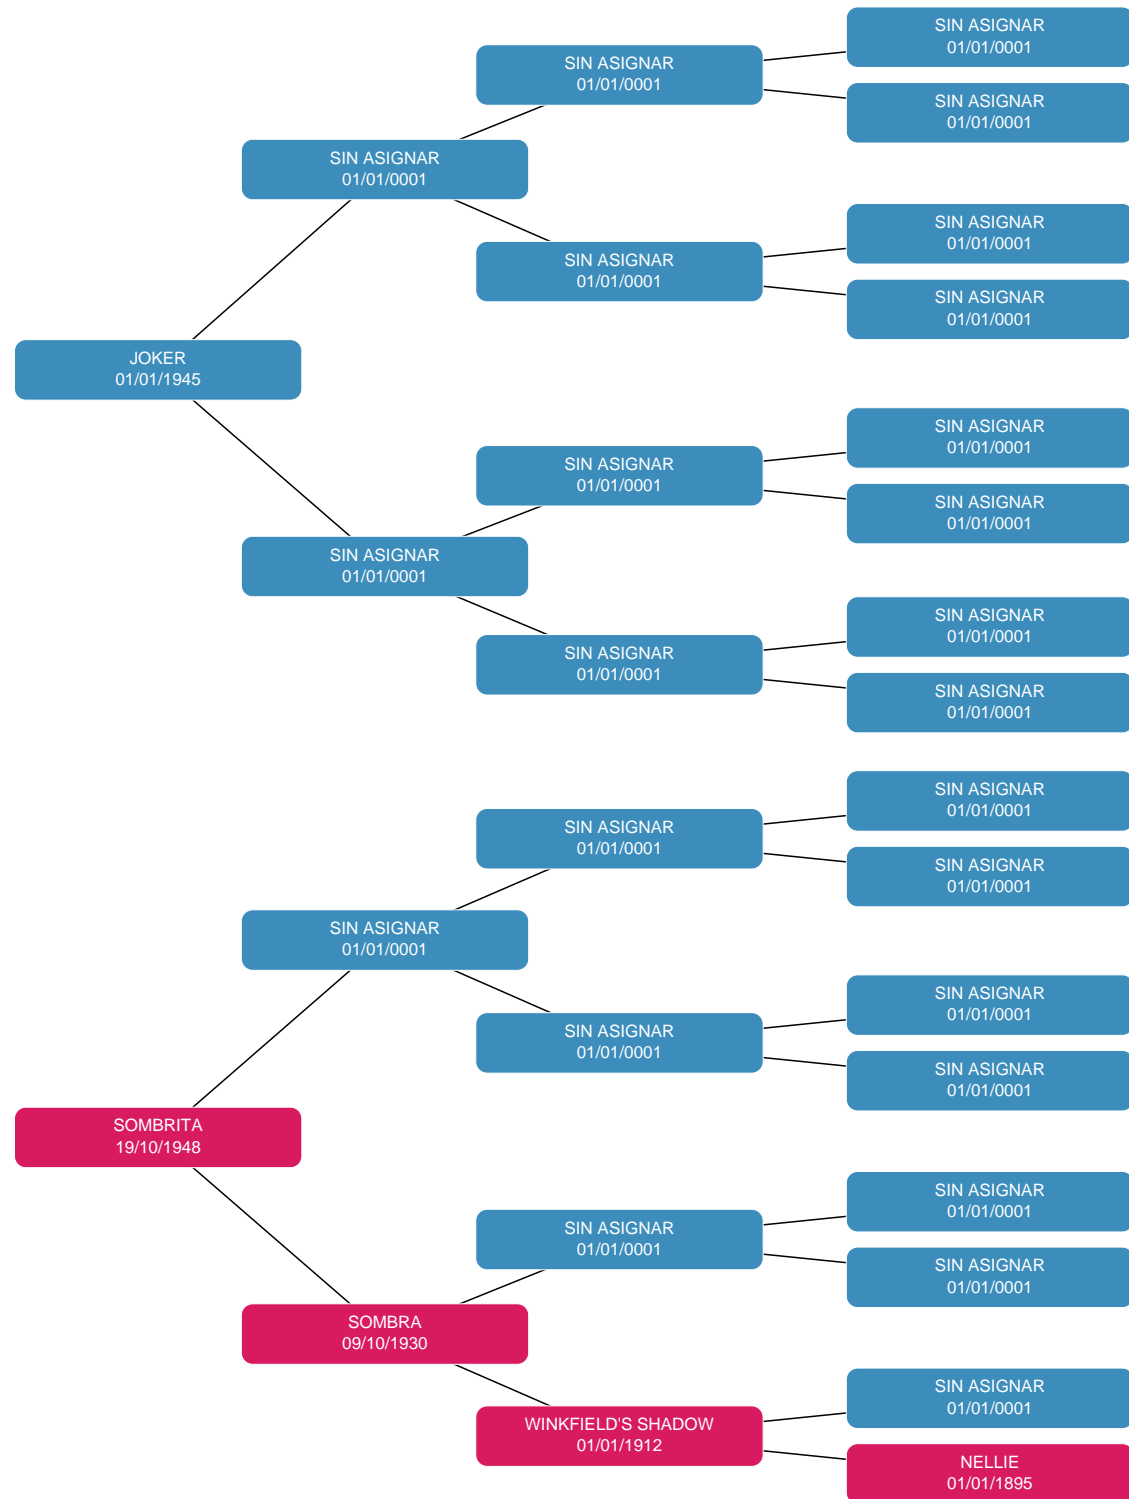 SIN ASIGNAR
01/01/0001
SIN ASIGNAR
01/01/0001
SIN ASIGNAR
01/01/0001
SIN ASIGNAR
01/01/0001
SIN ASIGNAR
01/01/0001
SIN ASIGNAR
01/01/0001
SIN ASIGNAR
01/01/0001
JOKER
01/01/1945
SIN ASIGNAR
01/01/0001
SIN ASIGNAR
01/01/0001
SIN ASIGNAR
01/01/0001
SIN ASIGNAR
01/01/0001
SIN ASIGNAR
01/01/0001
SIN ASIGNAR
01/01/0001
SIN ASIGNAR
01/01/0001
SIN ASIGNAR
01/01/0001
SIN ASIGNAR
01/01/0001
SIN ASIGNAR
01/01/0001
SIN ASIGNAR
01/01/0001
SIN ASIGNAR
01/01/0001
SIN ASIGNAR
01/01/0001
SIN ASIGNAR
01/01/0001
SOMBRITA
19/10/1948
SIN ASIGNAR
01/01/0001
SIN ASIGNAR
01/01/0001
SIN ASIGNAR
01/01/0001
SOMBRA
09/10/1930
SIN ASIGNAR
01/01/0001
WINKFIELD'S SHADOW
01/01/1912
NELLIE
01/01/1895